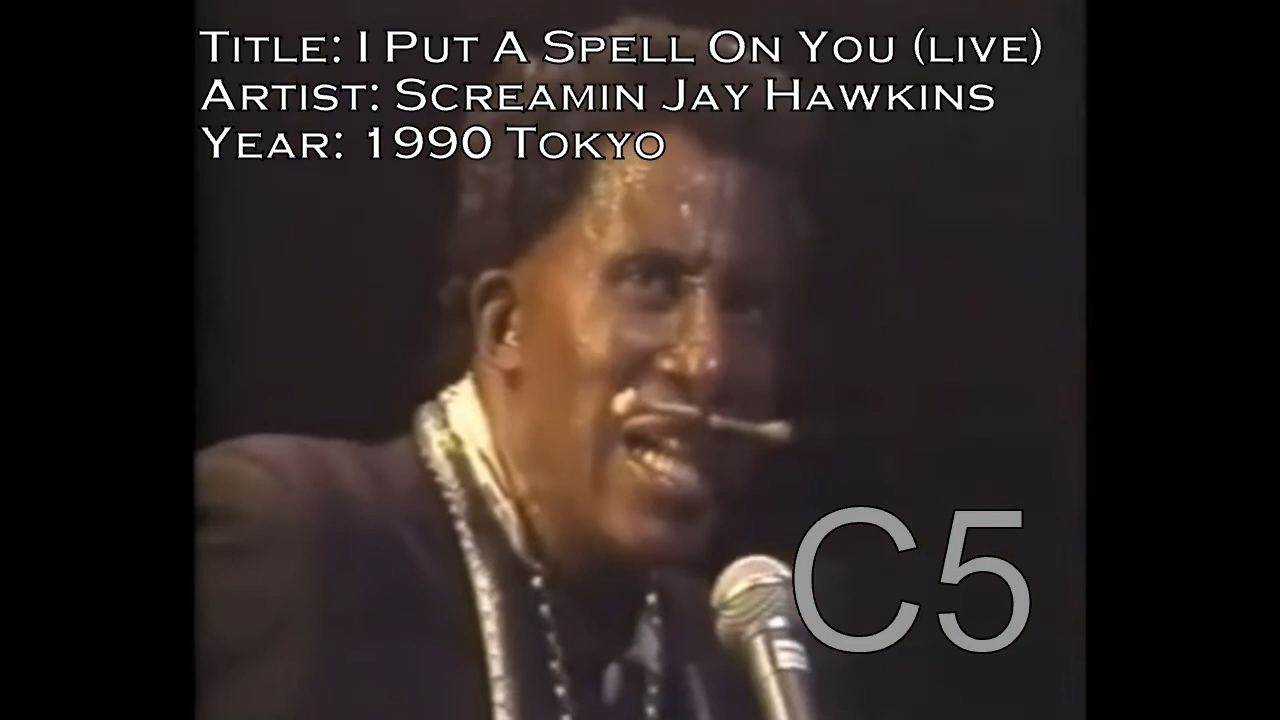 Title: I Put A Spell On You (live)
Artist: Screamin Jay Hawkins
Year: 1990 Tokyo
C5